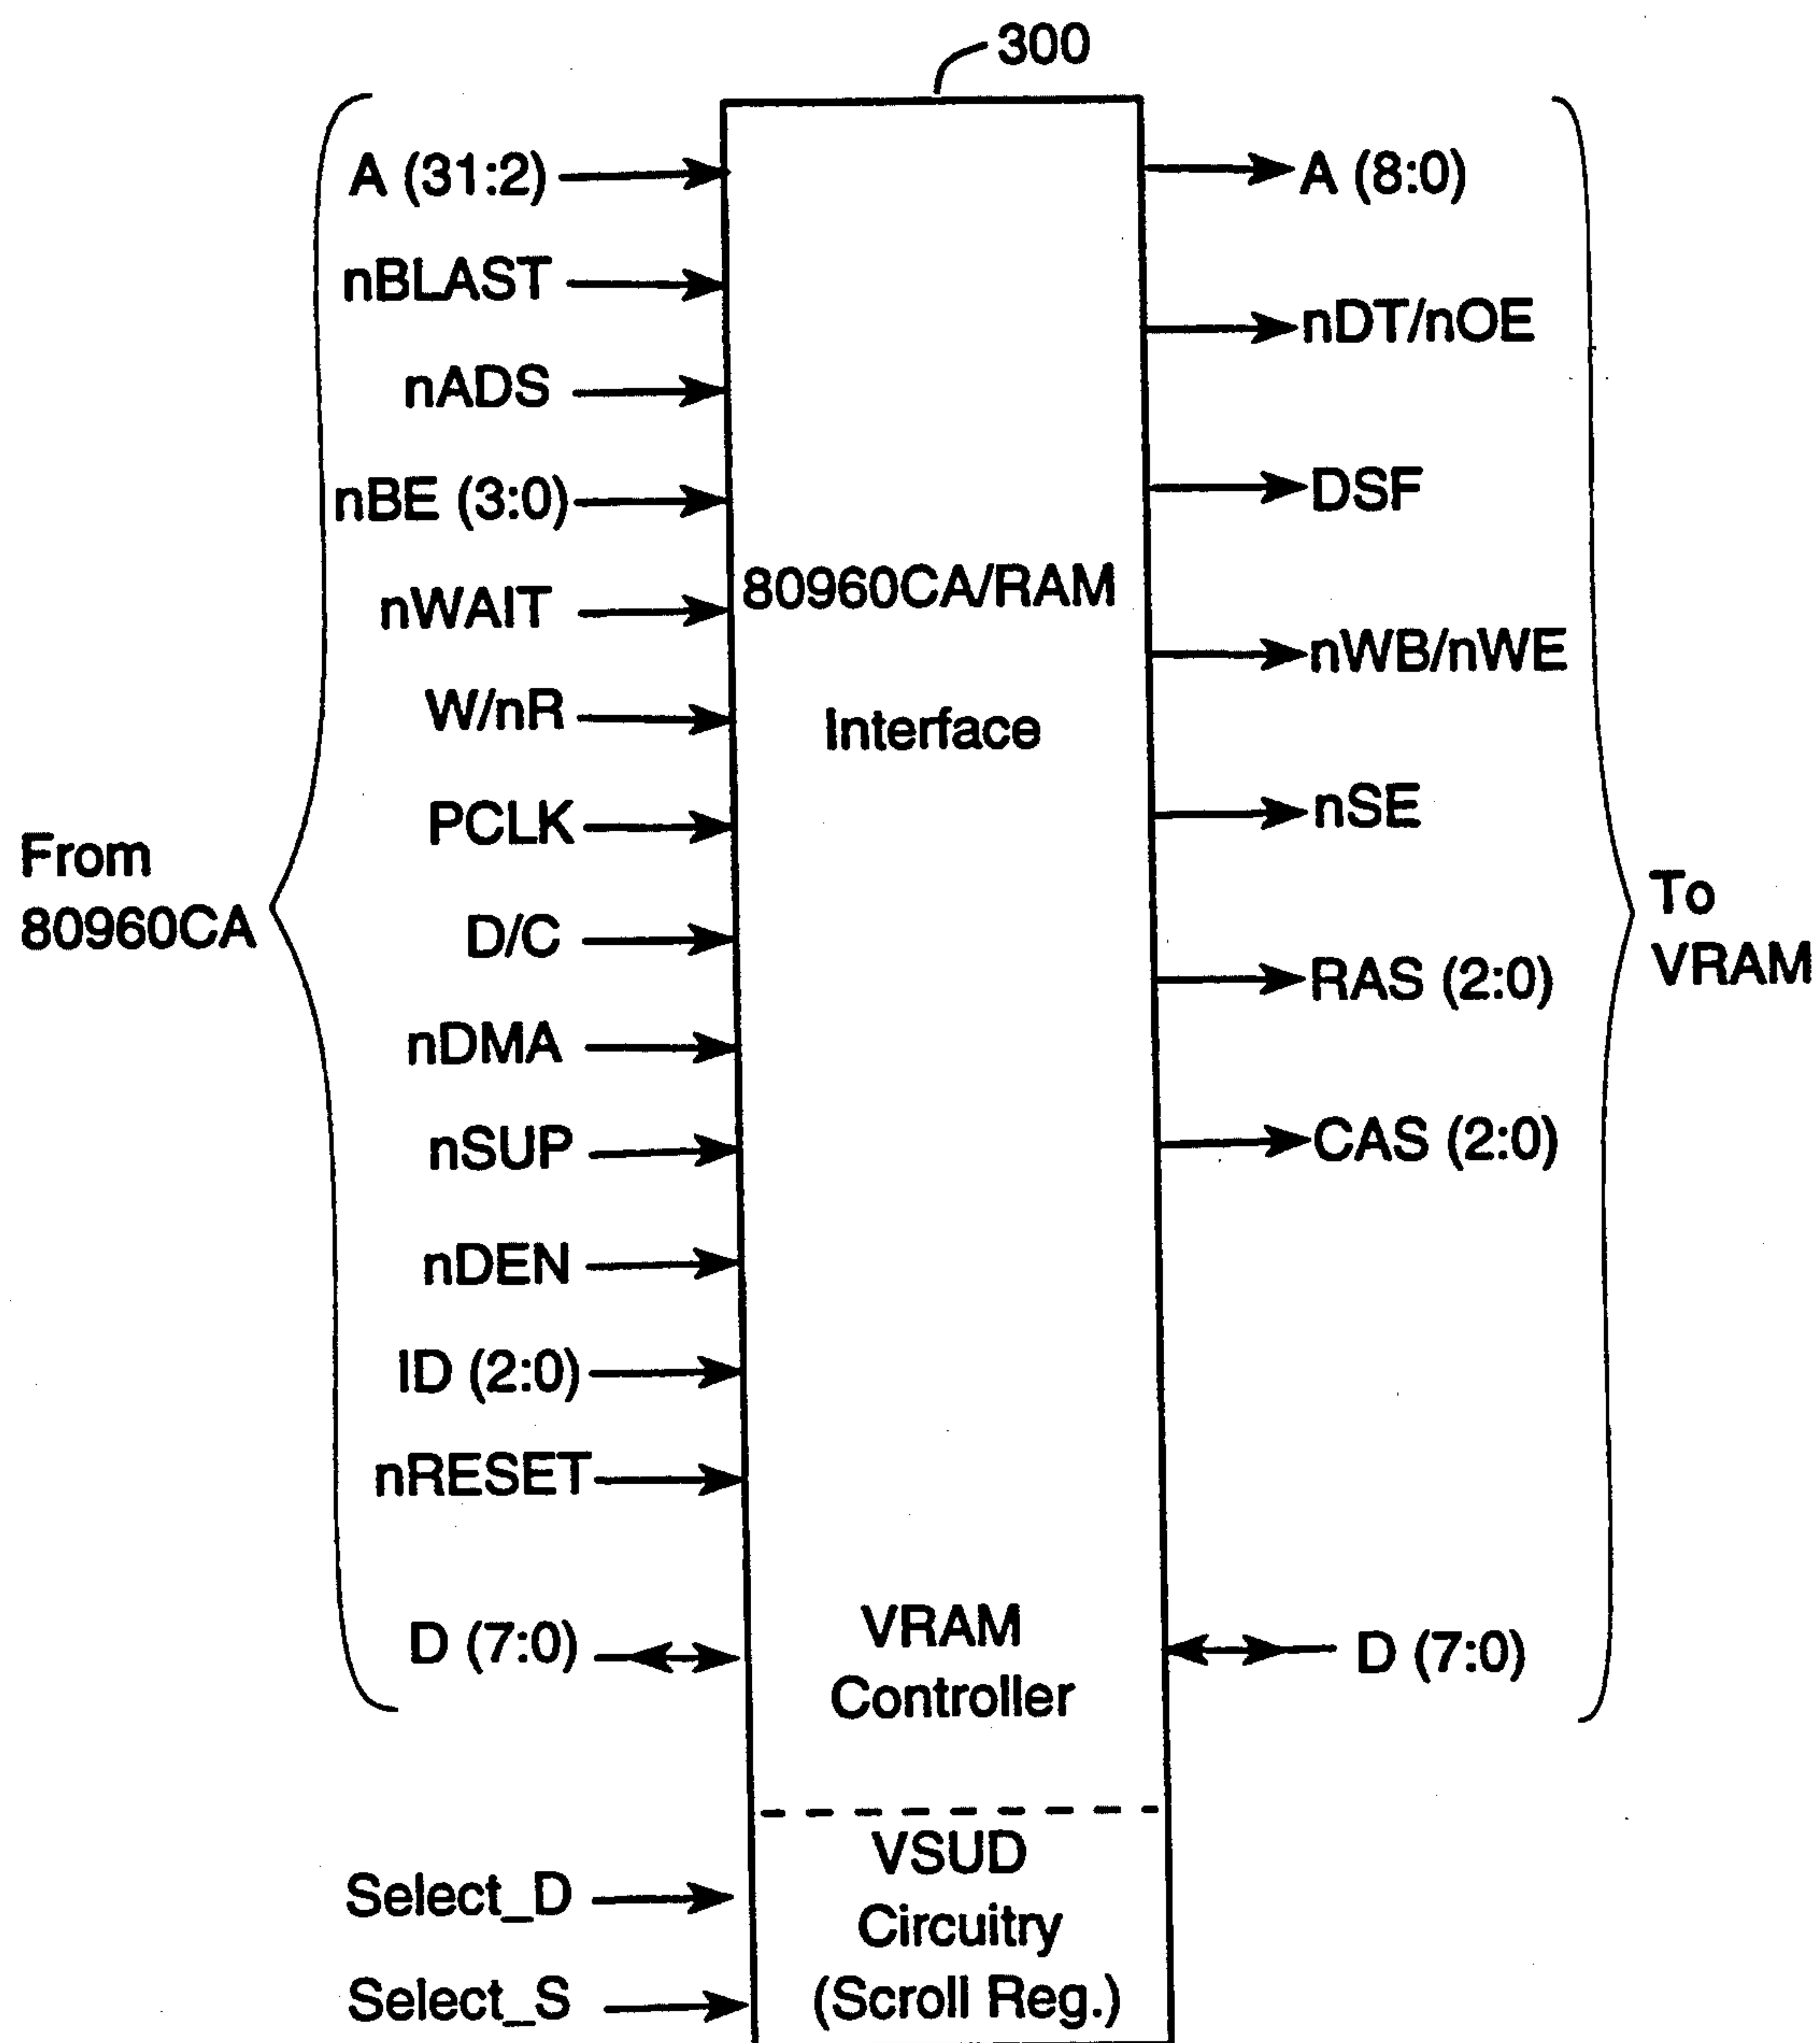 300
A (31:2)
nBLAST
nADS
nBE (3:0)
nWAIT
W/nR
PCLK
D/C
nDMA
nSUP
nDEN
ID (2:0)
nRESET
D (7:0)
Select_D
Select_S
From
80960CA
80960CA/RAM
Interface
VRAM
Controller
VSUD
Circuitry
(Scroll Reg.)
A (8:0)
nDT/nOE
DSF
nWB/nWE
nSE
RAS (2:0)
CAS (2:0)
D (7:0)
To
VRAM